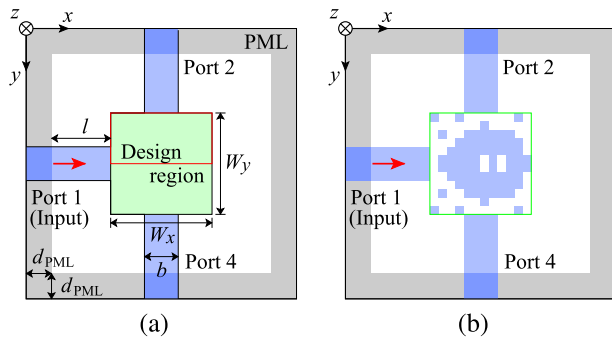 z
x
PML
y
Port 2
l
Design
region
W_y
Port 1
(Input)
W_x
d_PML
b
Port 4
d_PML
(a)
z
x
PML
y
Port 2
Port 1
(Input)
Port 4
(b)